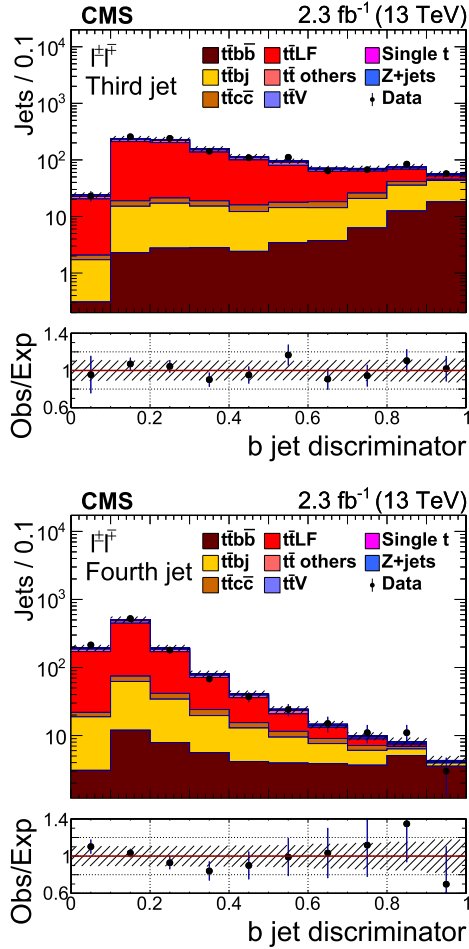 CMS 2.3 fb⁻¹ (13 TeV)
l±l∓
Third jet
tt̄bb̄ tt̄LF Single t
tt̄bj tt̄ others Z+jets
tt̄cc̄ tt̄V Data
Jets / 0.1
10⁴
10³
10²
10
1
Obs/Exp
1.4
1
0.6
0 0.2 0.4 0.6 0.8 1
b jet discriminator
CMS 2.3 fb⁻¹ (13 TeV)
l±l∓
Fourth jet
tt̄bb̄ tt̄LF Single t
tt̄bj tt̄ others Z+jets
tt̄cc̄ tt̄V Data
Jets / 0.1
10⁴
10³
10²
10
Obs/Exp
1.4
1
0.6
0 0.2 0.4 0.6 0.8 1
b jet discriminator